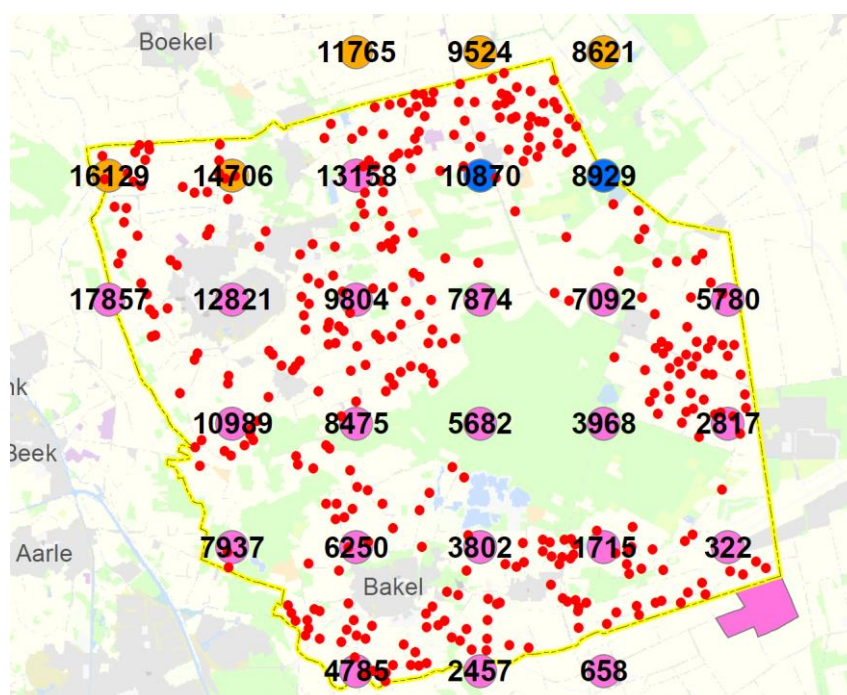 Boekel
11765 9524 8621
16129 14706 13158 10870 8929
17857 12821 9804 7874 7092 5780
nk
10989 8475 5682 3968 2817
Beek
7937 6250 3802 1715 322
Aarle
Bakel
4785 2457 658